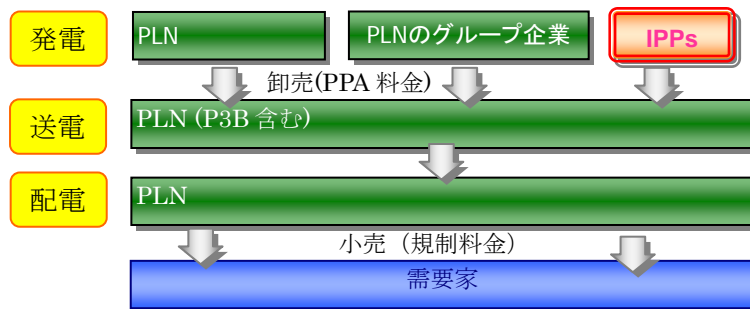 発電 PLN PLNのグループ企業 IPPs
卸売(PPA 料金)
送電 PLN (P3B 含む)
配電 PLN
小売（規制料金）
需要家